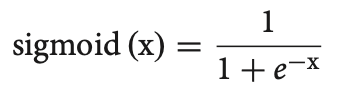 sigmoid (x) = 1 / (1 + e^{−x})